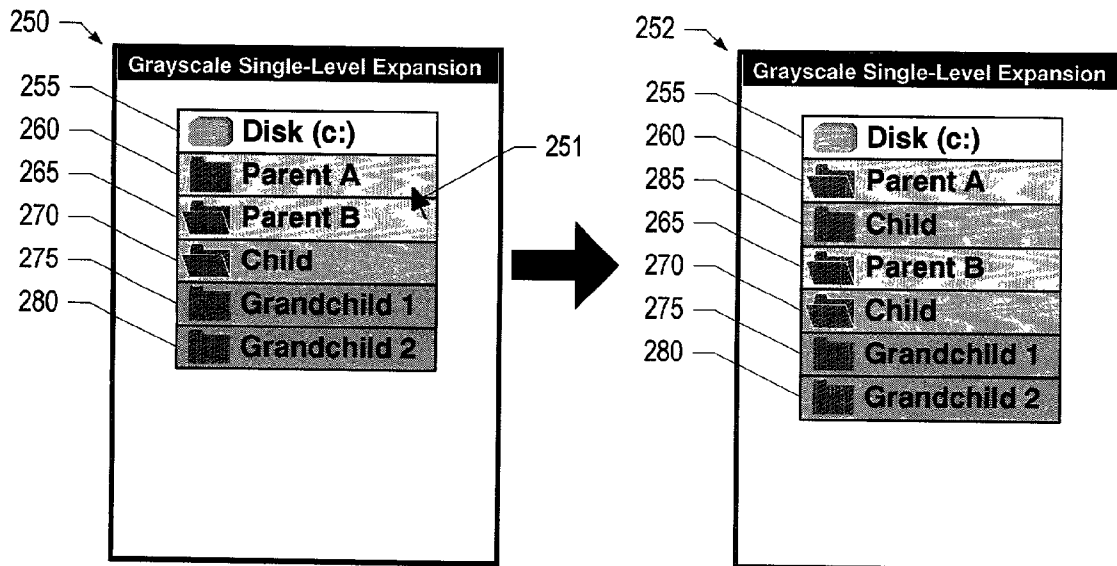 250
Grayscale Single-Level Expansion
255
Disk (c:)
260
Parent A
251
265
Parent B
270
Child
275
Grandchild 1
280
Grandchild 2
252
Grayscale Single-Level Expansion
255
Disk (c:)
260
Parent A
285
Child
265
Parent B
270
Child
275
Grandchild 1
280
Grandchild 2